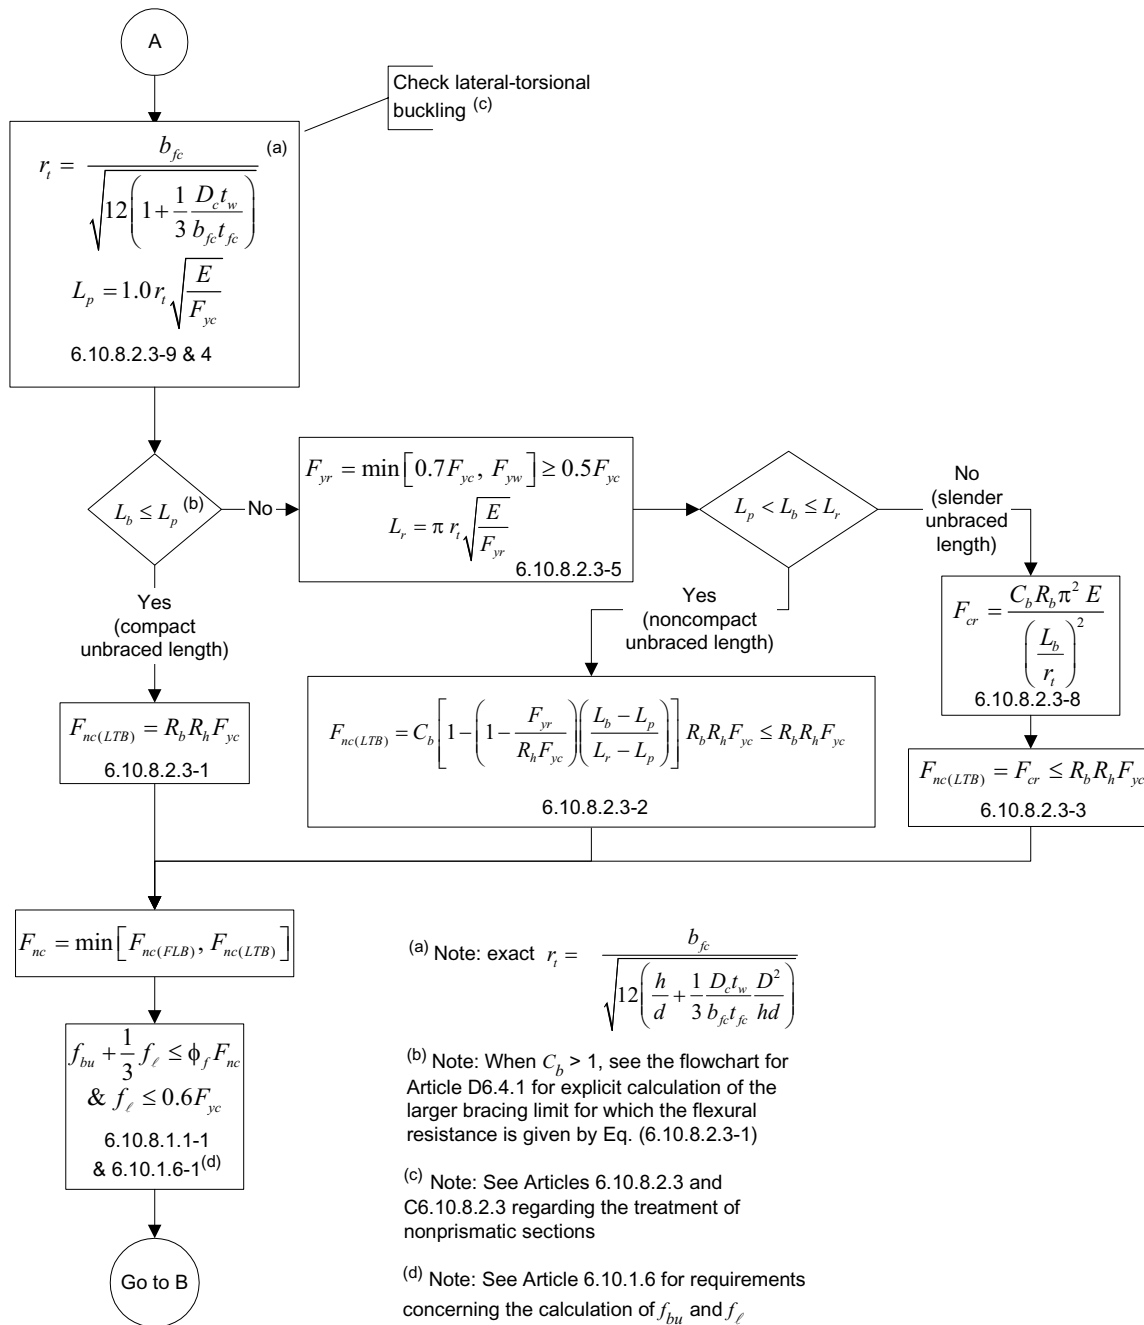 A
Check lateral-torsional
buckling (c)
r_t = b_fc / √(12(1 + 1/3 D_c t_w / b_fc t_fc)) (a)
L_p = 1.0 r_t √(E / F_yc)
6.10.8.2.3-9 & 4
L_b ≤ L_p (b)
No
F_yr = min[0.7F_yc, F_yw] ≥ 0.5F_yc
L_r = π r_t √(E / F_yr)
6.10.8.2.3-5
L_p < L_b ≤ L_r
No
(slender
unbraced
length)
Yes
(compact
unbraced length)
Yes
(noncompact
unbraced length)
F_cr = C_b R_b π² E / (L_b / r_t)²
6.10.8.2.3-8
F_nc(LTB) = R_b R_h F_yc
6.10.8.2.3-1
F_nc(LTB) = C_b [1 - (1 - F_yr / R_h F_yc)(L_b - L_p / L_r - L_p)] R_b R_h F_yc ≤ R_b R_h F_yc
6.10.8.2.3-2
F_nc(LTB) = F_cr ≤ R_b R_h F_yc
6.10.8.2.3-3
F_nc = min[F_nc(FLB), F_nc(LTB)]
f_bu + 1/3 f_ℓ ≤ ϕ_f F_nc
& f_ℓ ≤ 0.6F_yc
6.10.8.1.1-1
& 6.10.1.6-1(d)
Go to B
(a) Note: exact r_t = b_fc / √(12(h/d + 1/3 D_c t_w / b_fc t_fc D² / hd))
(b) Note: When C_b > 1, see the flowchart for
Article D6.4.1 for explicit calculation of the
larger bracing limit for which the flexural
resistance is given by Eq. (6.10.8.2.3-1)
(c) Note: See Articles 6.10.8.2.3 and
C6.10.8.2.3 regarding the treatment of
nonprismatic sections
(d) Note: See Article 6.10.1.6 for requirements
concerning the calculation of f_bu and f_ℓ